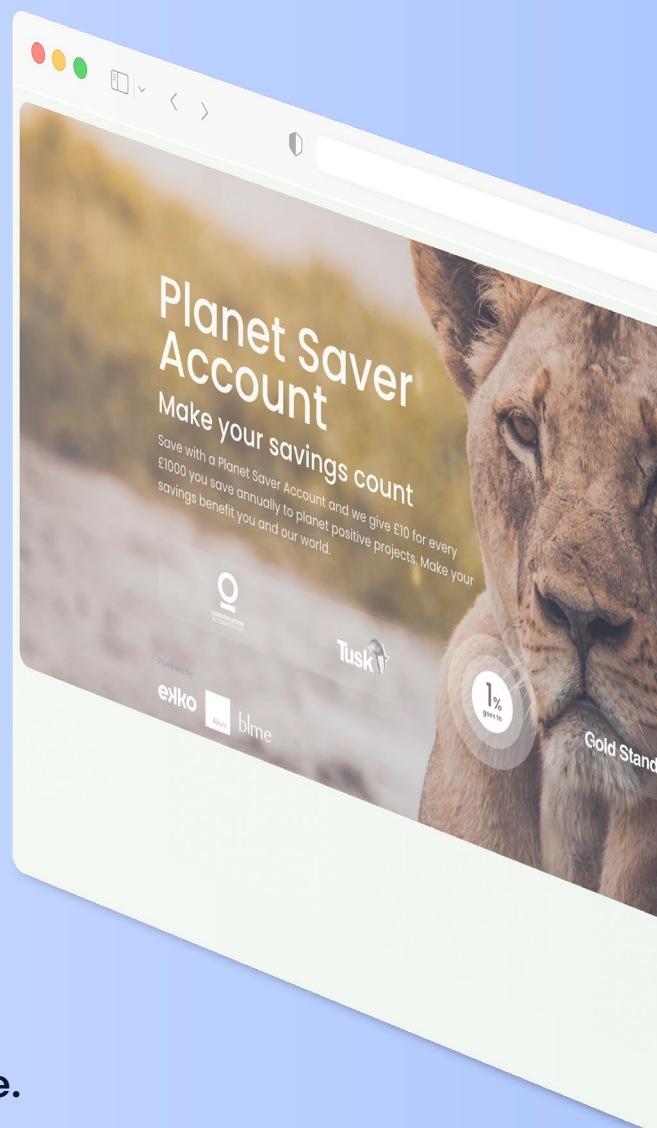 Planet Saver
Account
Make your savings count
Save with a Planet Saver Account and we give £10 for every
£1000 you save annually to planet positive projects. Make your
savings benefit you and our world.
CONSERVATION
INTERNATIONAL
Tusk
1%
goes to
Gold Stand
Powered by
ekko
blme
e.